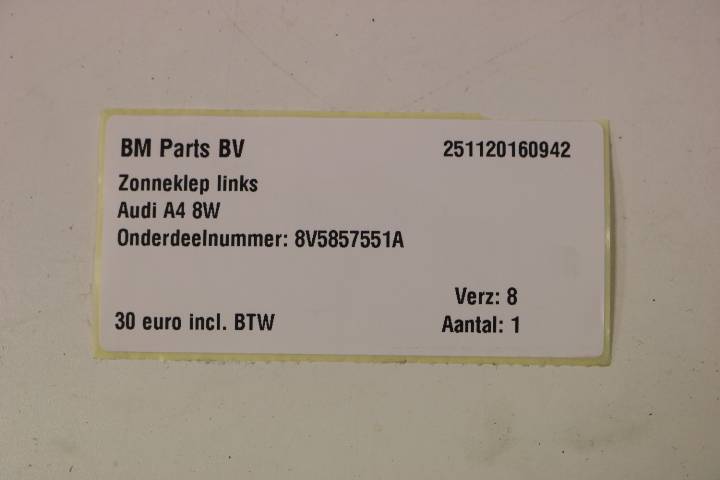 BM Parts BV 251120160942
Zonneklep links
Audi A4 8W
Onderdeelnummer: 8V5857551A
Verz: 8
30 euro incl. BTW Aantal: 1